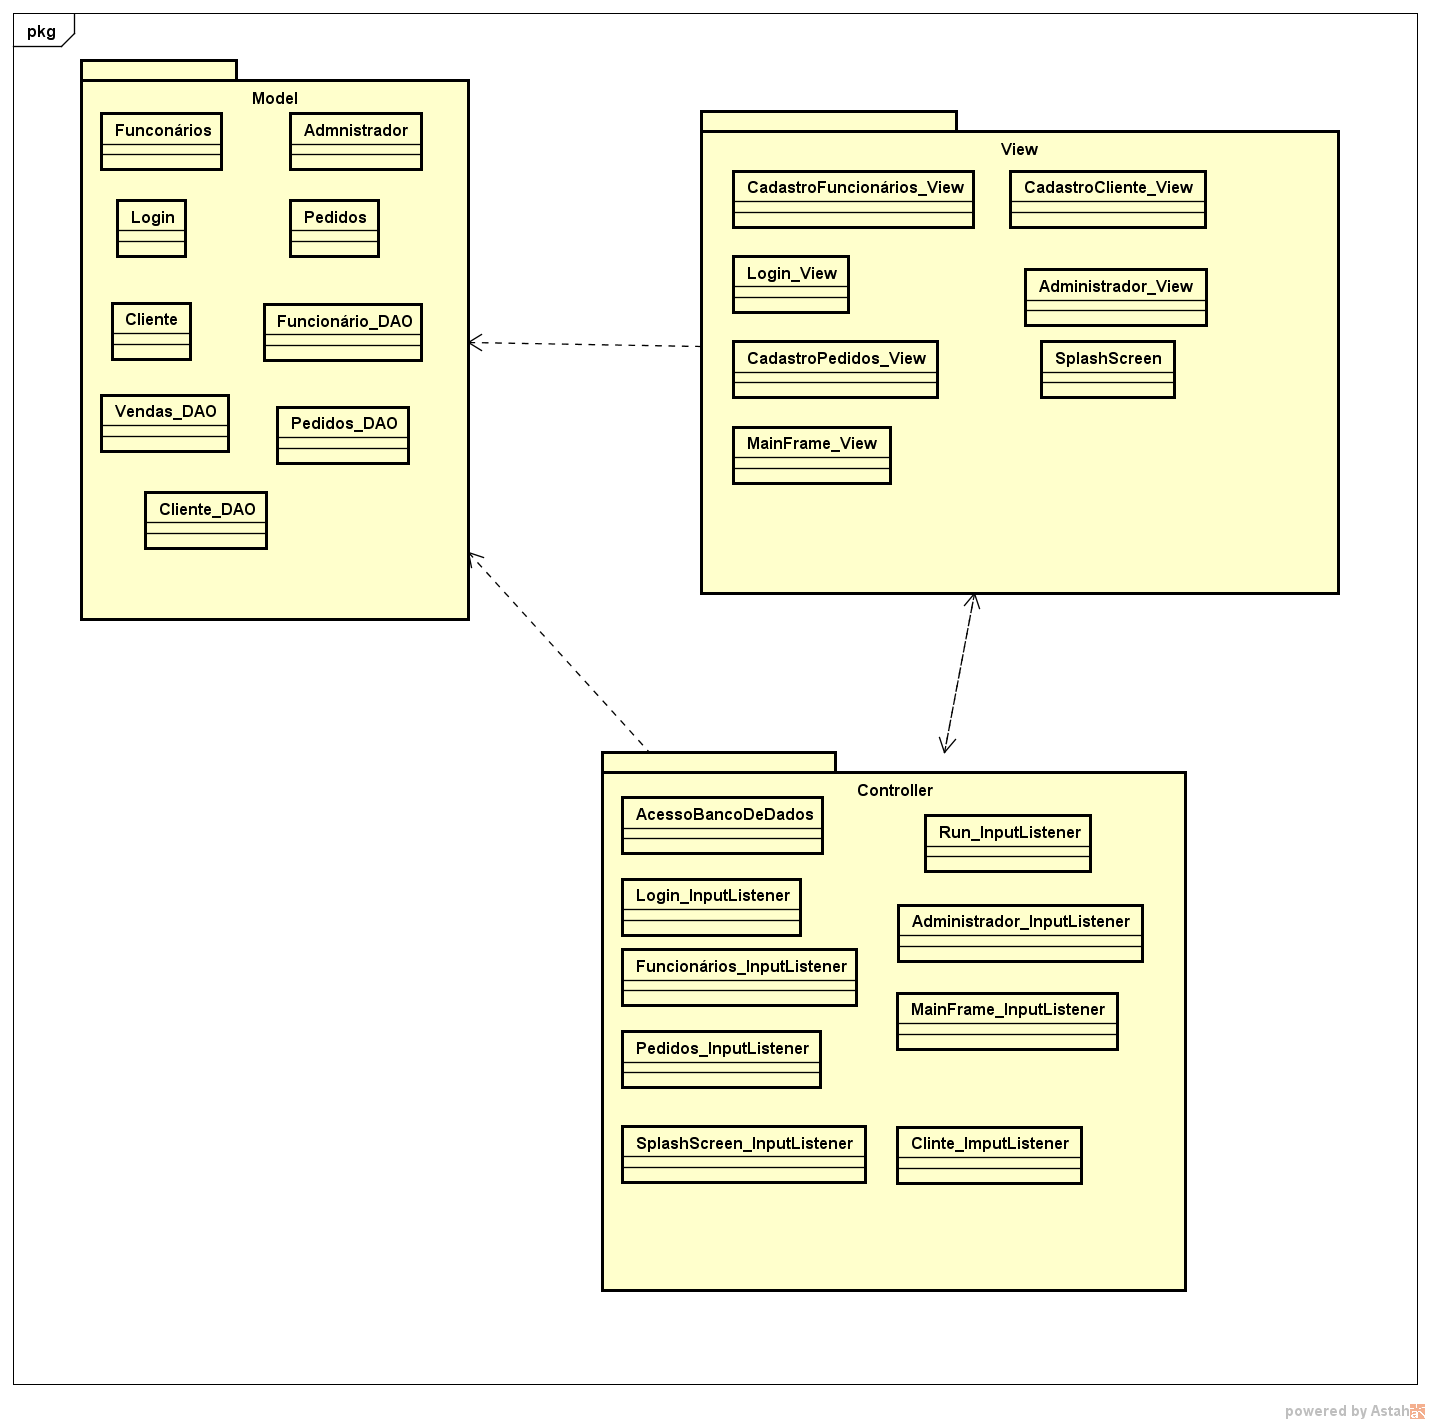 pkg
Model
Funconários
Admnistrador
Login
Pedidos
Cliente
Funcionário_DAO
Vendas_DAO
Pedidos_DAO
Cliente_DAO
View
CadastroFuncionários_View
CadastroCliente_View
Login_View
Administrador_View
CadastroPedidos_View
SplashScreen
MainFrame_View
Controller
AcessoBancoDeDados
Run_InputListener
Login_InputListener
Administrador_InputListener
Funcionários_InputListener
MainFrame_InputListener
Pedidos_InputListener
SplashScreen_InputListener
Clinte_ImputListener
powered by Astah